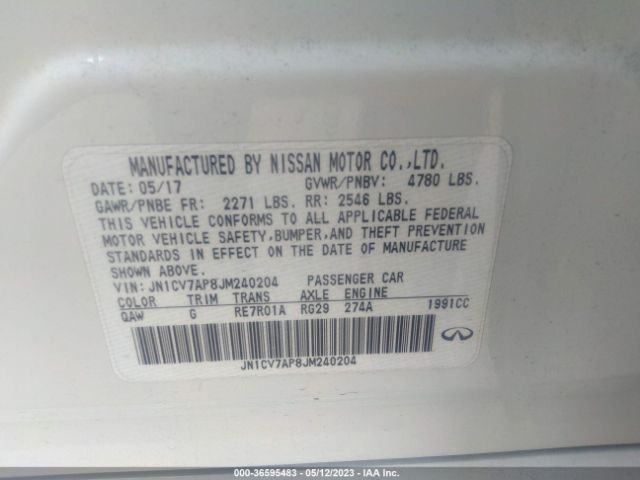 MANUFACTURED BY NISSAN MOTOR CO.,LTD.
DATE: 05/17 GVWR/PNBV: 4780 LBS.
GAWR/PNBE FR: 2271 LBS. RR: 2546 LBS.
THIS VEHICLE CONFORMS TO ALL APPLICABLE FEDERAL
MOTOR VEHICLE SAFETY,BUMPER,AND THEFT PREVENTION
STANDARDS IN EFFECT ON THE DATE OF MANUFACTURE
SHOWN ABOVE.
VIN: JN1CV7AP8JM240204 PASSENGER CAR
COLOR TRIM TRANS AXLE ENGINE
QAW G RE7R01A RG29 274A 1991CC
JN1CV7AP8JM240204
000-36595483 - 05/12/2023 - IAA Inc.